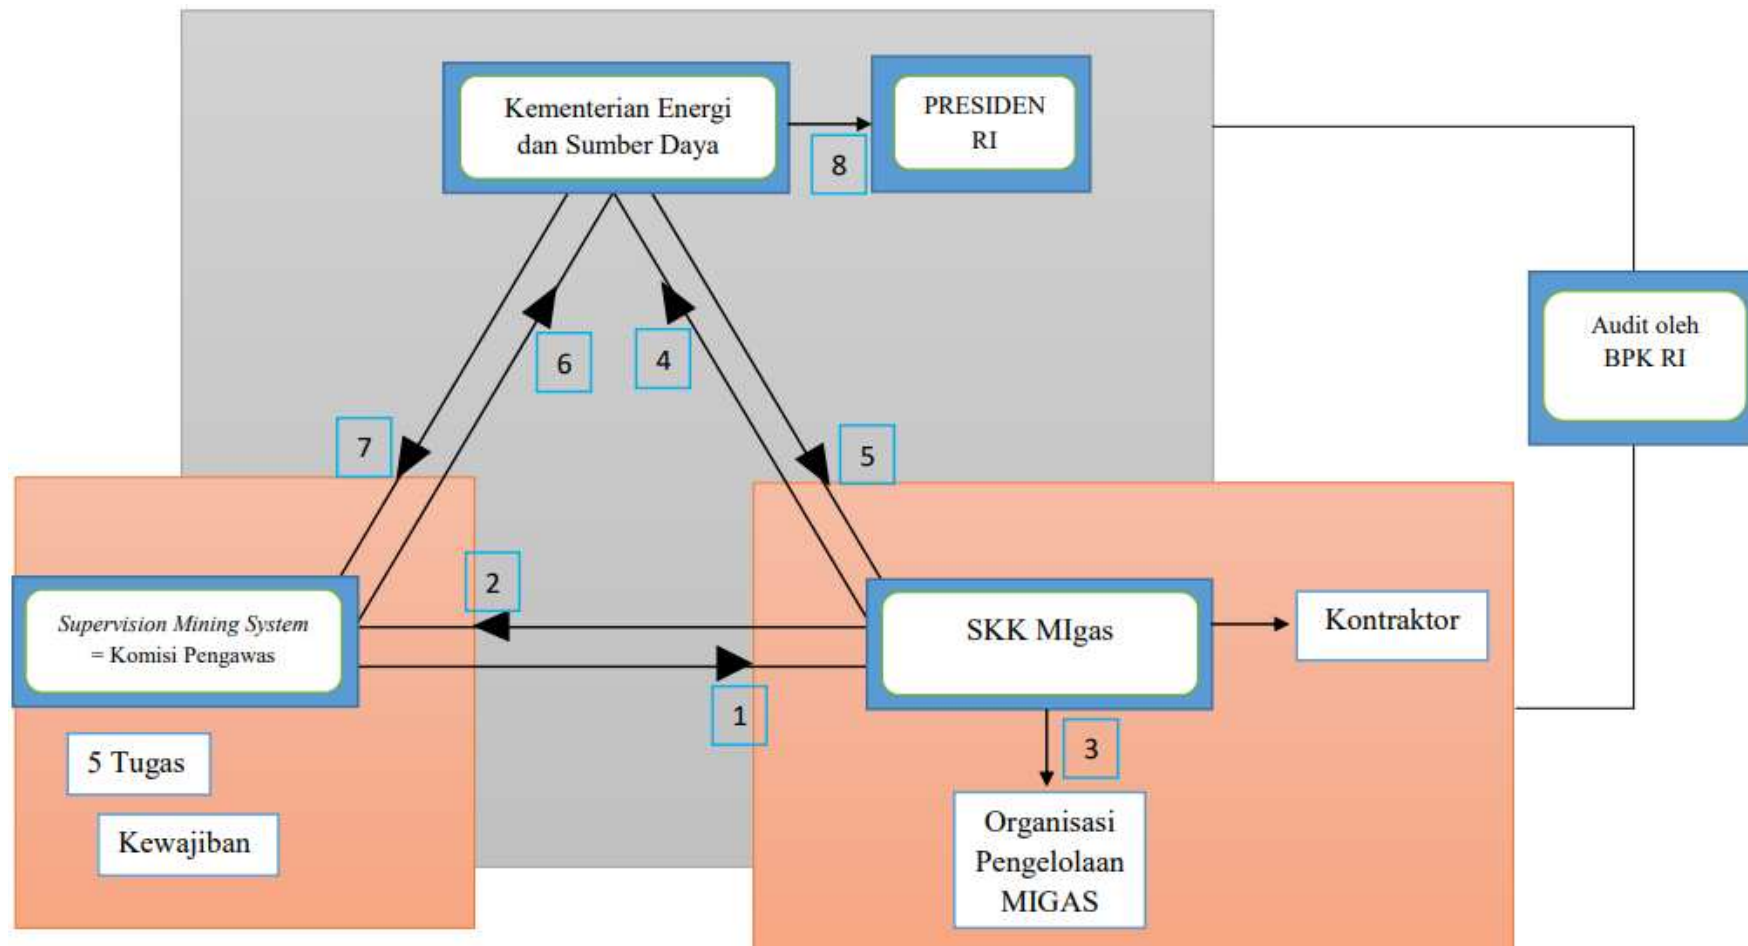 Kementerian Energi
dan Sumber Daya
PRESIDEN
RI
8
Audit oleh
BPK RI
6
4
7
5
2
Supervision Mining System
= Komisi Pengawas
SKK MIgas
Kontraktor
1
3
5 Tugas
Kewajiban
Organisasi
Pengelolaan
MIGAS